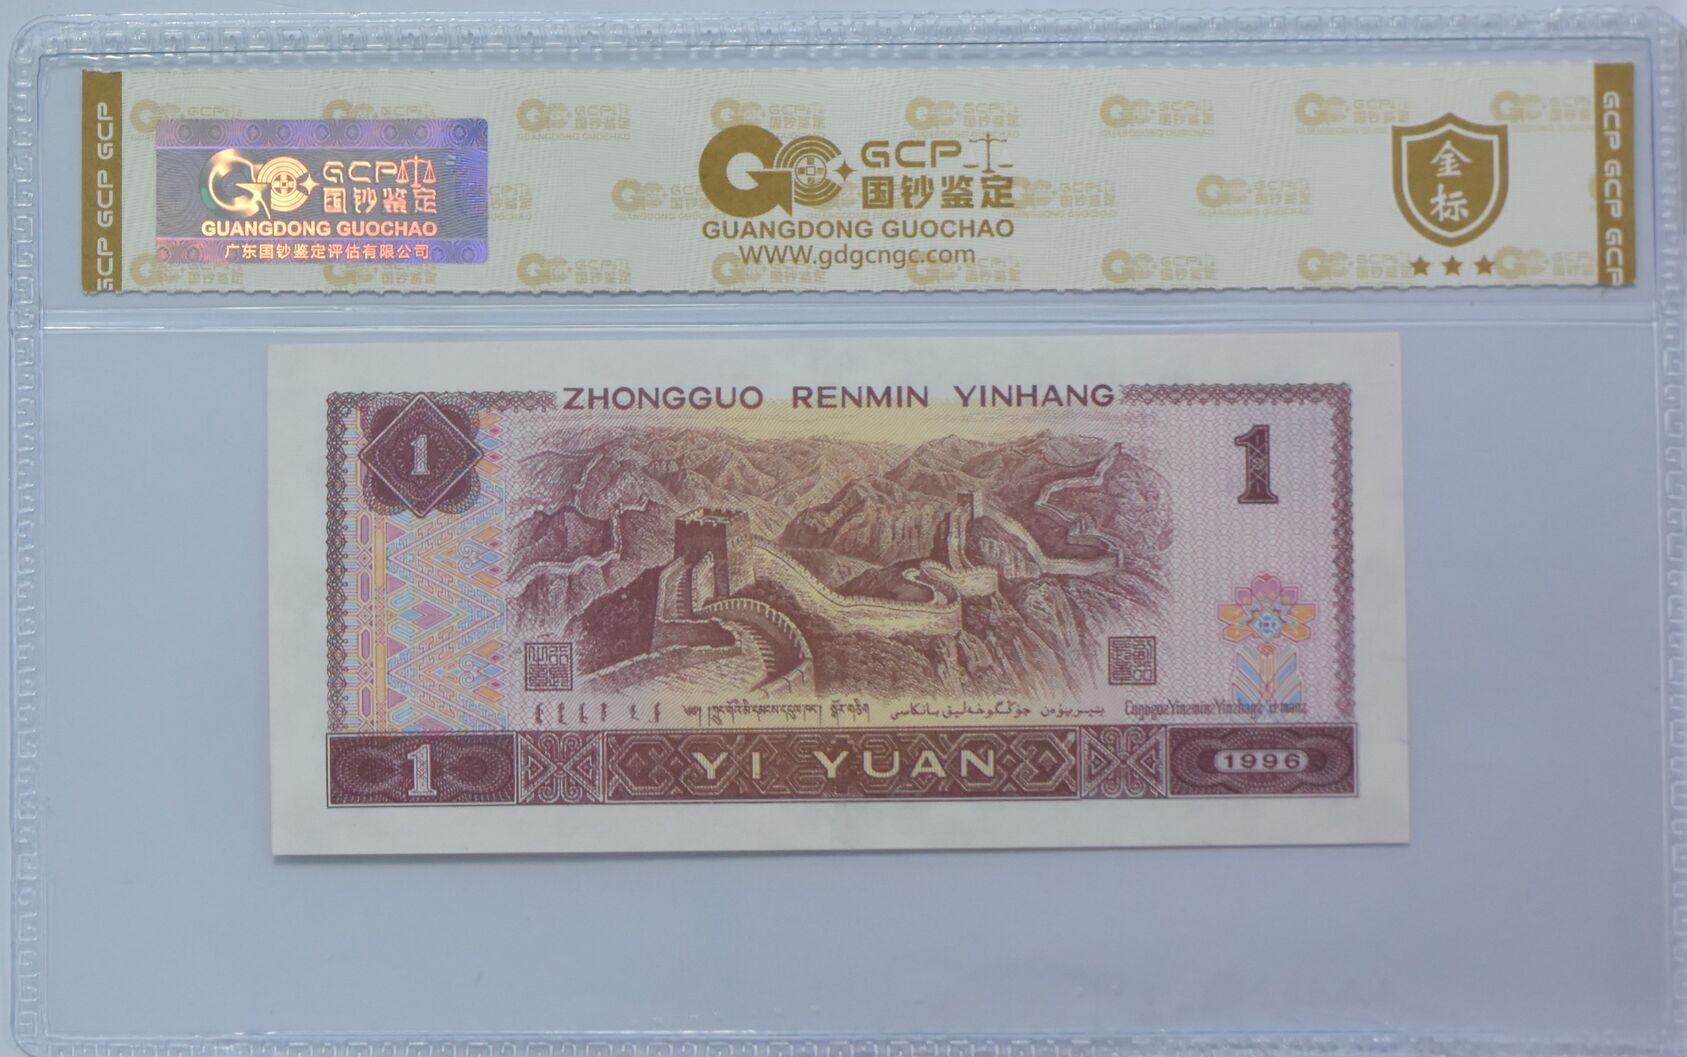 GCP GCP GCP
GCP
国钞鉴定
GUANGDONG GUOCHAO
广东国钞鉴定评估有限公司
GCP
国钞鉴定
GUANGDONG GUOCHAO
WWW.gdgcngc.com
金标
GCP GCP GCP
ZHONGGUO RENMIN YINHANG
1
1
1
YI YUAN
1996